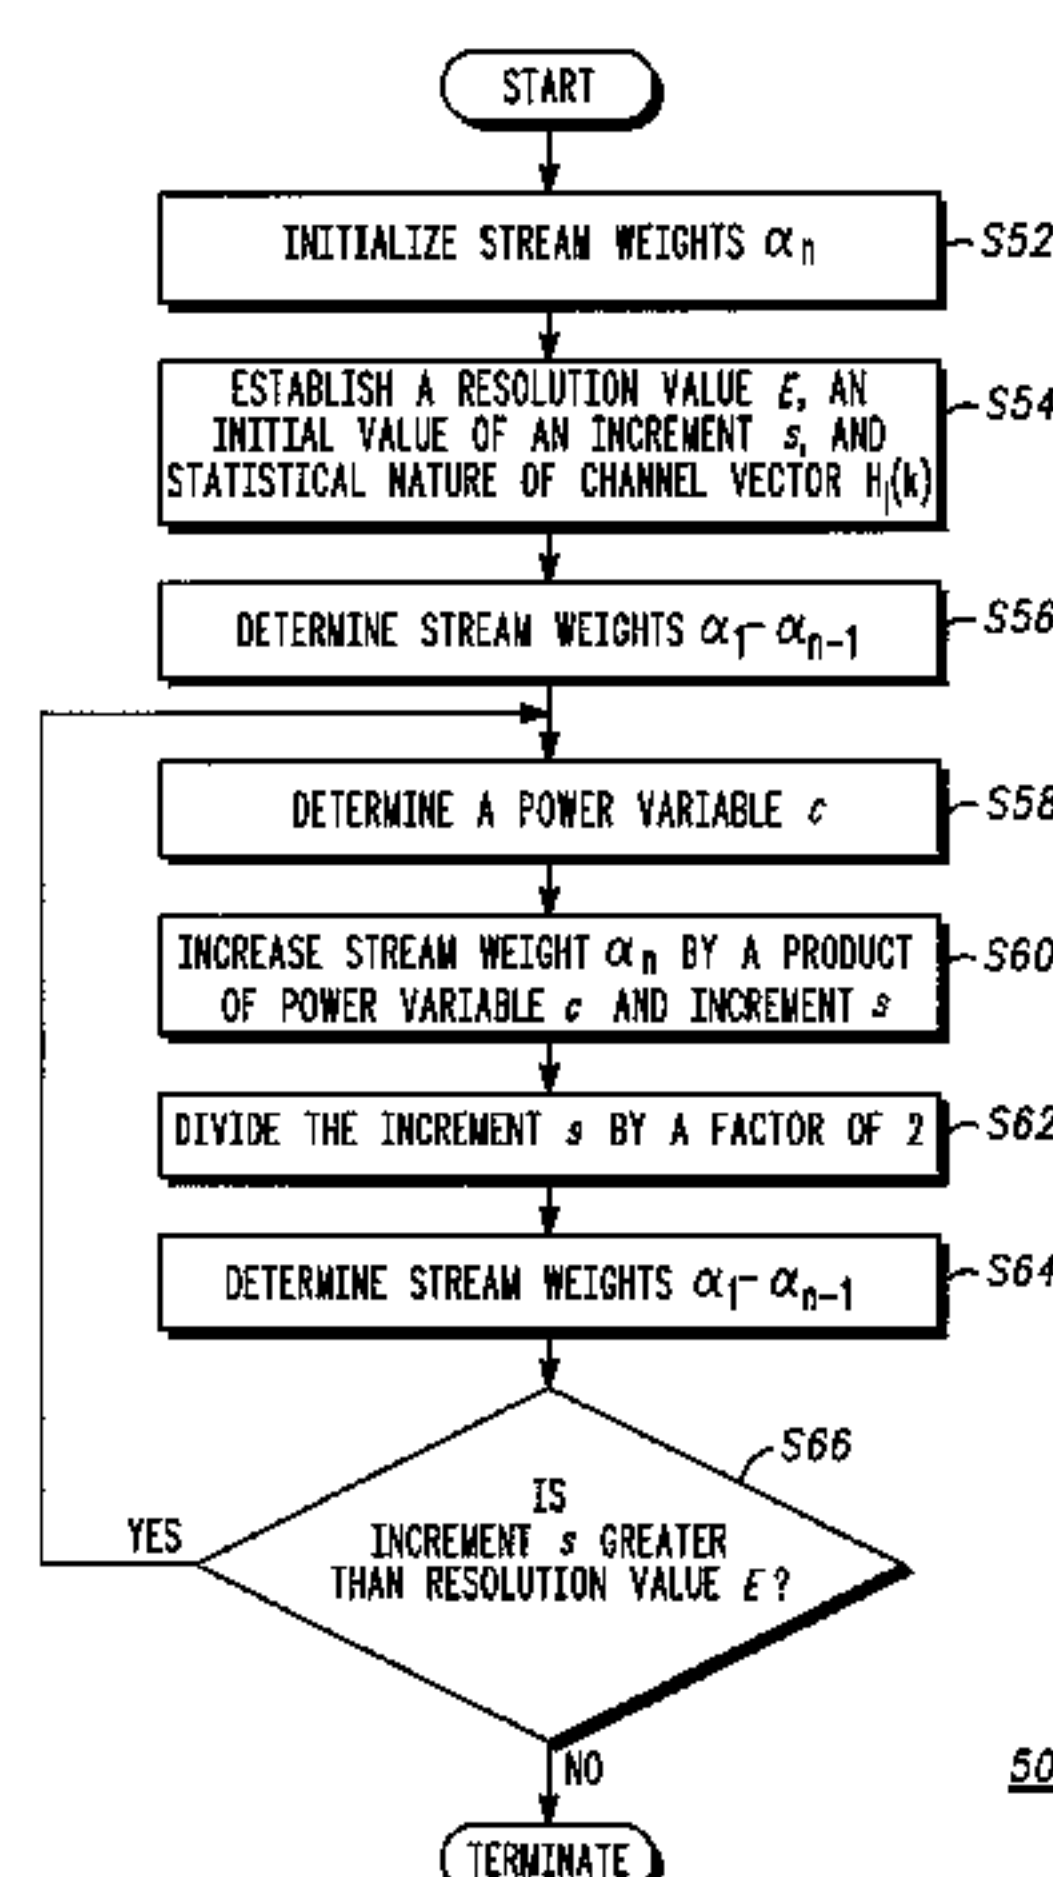 START
INITIALIZE STREAM WEIGHTS αn
S52
ESTABLISH A RESOLUTION VALUE E, AN
INITIAL VALUE OF AN INCREMENT s, AND
STATISTICAL NATURE OF CHANNEL VECTOR Hj(k)
S54
DETERMINE STREAM WEIGHTS α1-αn-1
S56
DETERMINE A POWER VARIABLE c
S58
INCREASE STREAM WEIGHT αn BY A PRODUCT
OF POWER VARIABLE c AND INCREMENT s
S60
DIVIDE THE INCREMENT s BY A FACTOR OF 2
S62
DETERMINE STREAM WEIGHTS α1-αn-1
S64
S66
IS
INCREMENT s GREATER
THAN RESOLUTION VALUE E?
YES
NO
50
TERMINATE